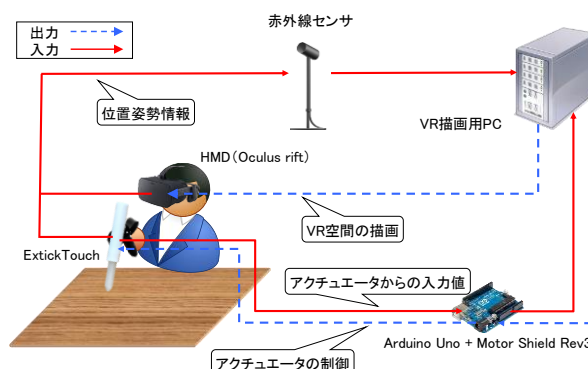 出力
入力
赤外線センサ
位置姿勢情報
VR描画用PC
HMD(Oculus rift)
VR空間の描画
ExtickTouch
アクチュエータからの入力値
Arduino Uno + Motor Shield Rev3
アクチュエータの制御